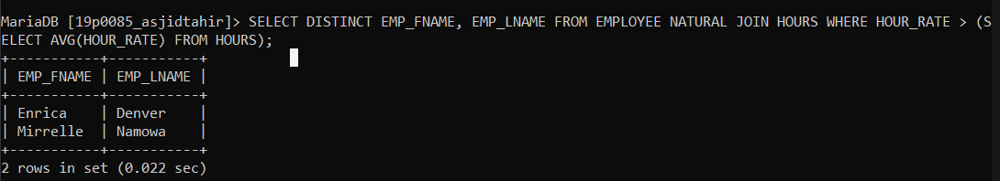 MariaDB [19p0085_asjidtahir]> SELECT DISTINCT EMP_FNAME, EMP_LNAME FROM EMPLOYEE NATURAL JOIN HOURS WHERE HOUR_RATE > (S
ELECT AVG(HOUR_RATE) FROM HOURS);
+-----------+-----------+
| EMP_FNAME | EMP_LNAME |
+-----------+-----------+
| Enrica    | Denver    |
| Mirrelle  | Namowa    |
+-----------+-----------+
2 rows in set (0.022 sec)